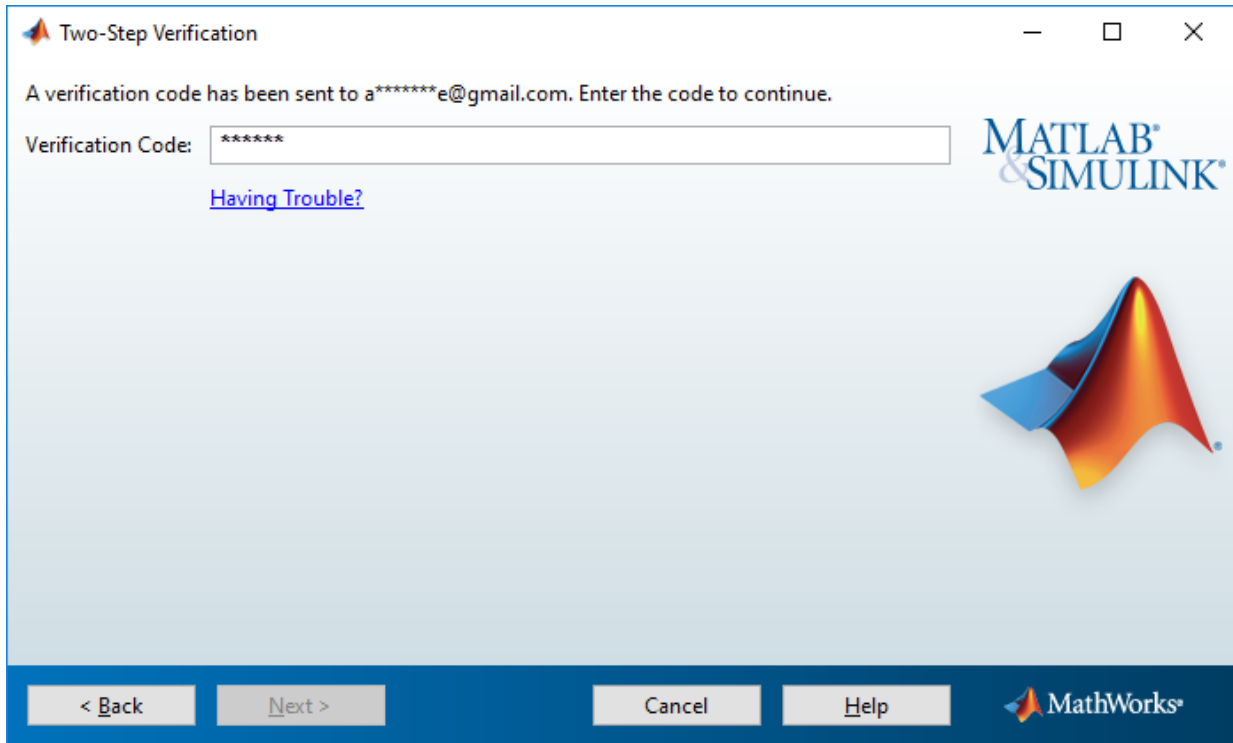 Two-Step Verification
A verification code has been sent to a*******e@gmail.com. Enter the code to continue.
Verification Code: ******
Having Trouble?
MATLAB®
&SIMULINK®
®
< Back
Next >
Cancel
Help
MathWorks®